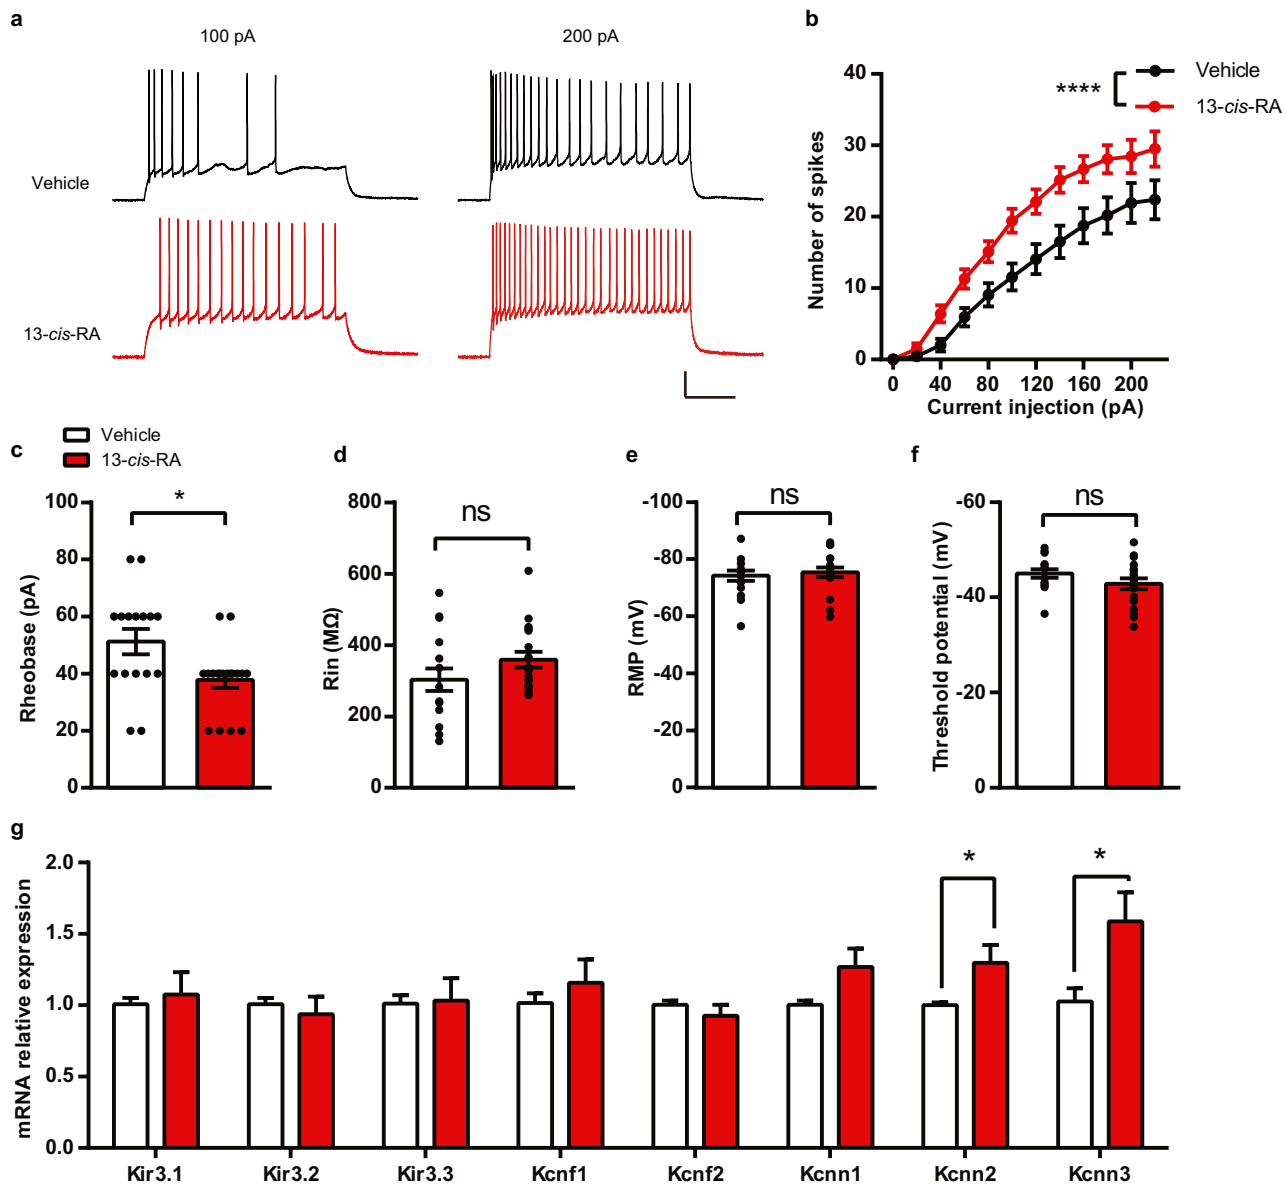 a
100 pA
200 pA
Vehicle
13-cis-RA
b
Vehicle
13-cis-RA
****
Number of spikes
40
30
20
10
0
0 40 80 120 160 200
Current injection (pA)
Vehicle
13-cis-RA
c
*
Rheobase (pA)
100
80
60
40
20
0
d
ns
Rin (MΩ)
800
600
400
200
0
e
ns
RMP (mV)
-100
-80
-60
-40
-20
0
f
ns
Threshold potential (mV)
-60
-40
-20
0
g
* *
mRNA relative expression
2.0
1.5
1.0
0.5
0.0
Kir3.1 Kir3.2 Kir3.3 Kcnf1 Kcnf2 Kcnn1 Kcnn2 Kcnn3